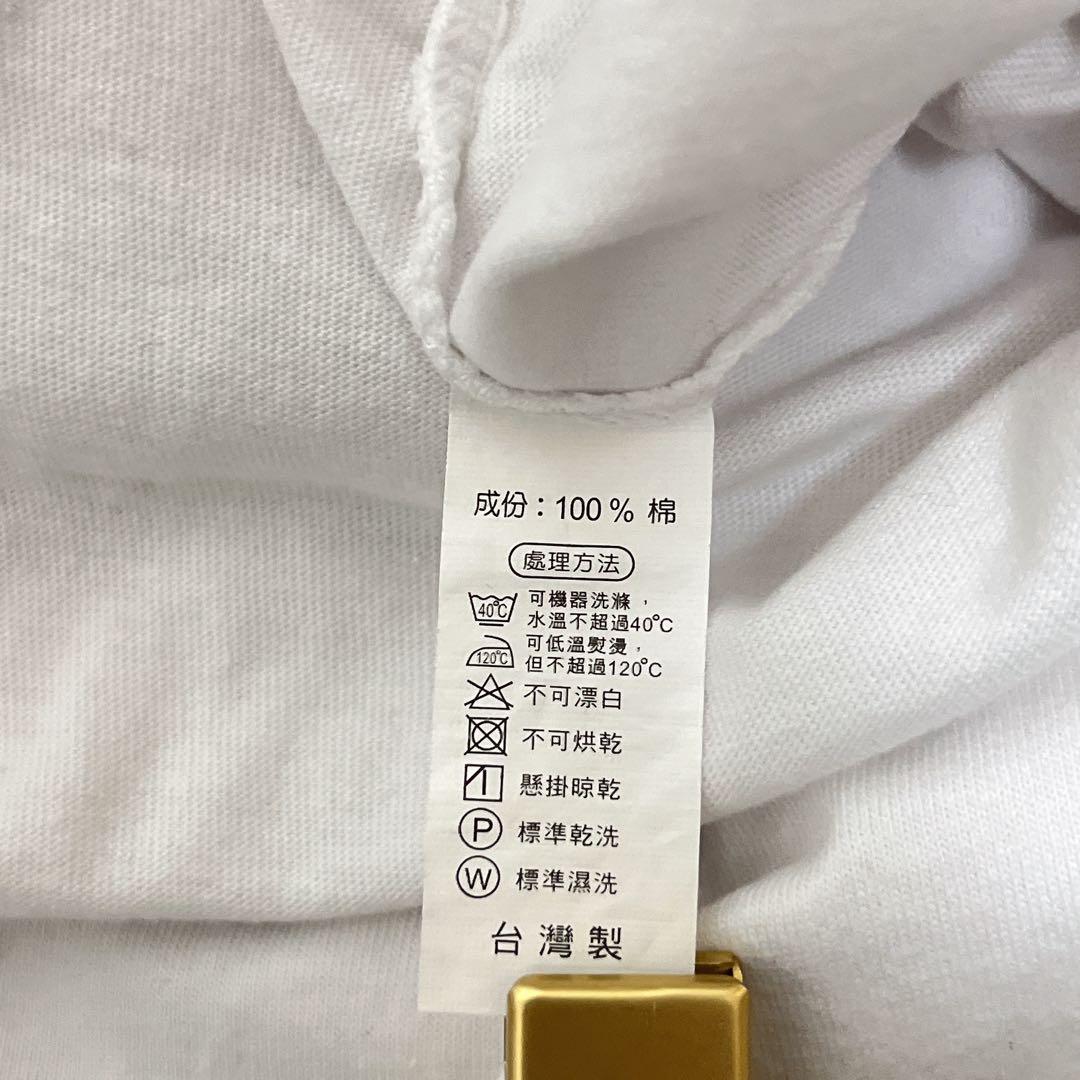 成份：100 % 棉
處理方法
40℃
可機器洗滌，
水溫不超過40℃
120℃
可低溫熨燙，
但不超過120℃
不可漂白
不可烘乾
懸掛晾乾
P
標準乾洗
W
標準濕洗
台灣製